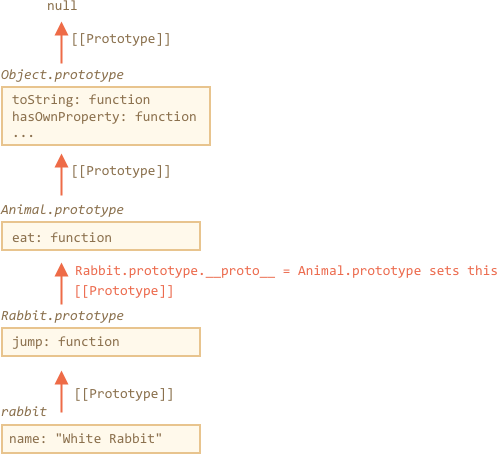 null
[[Prototype]]
Object.prototype
toString: function
hasOwnProperty: function
...
[[Prototype]]
Animal.prototype
eat: function
Rabbit.prototype.__proto__ = Animal.prototype sets this
[[Prototype]]
Rabbit.prototype
jump: function
[[Prototype]]
rabbit
name: "White Rabbit"